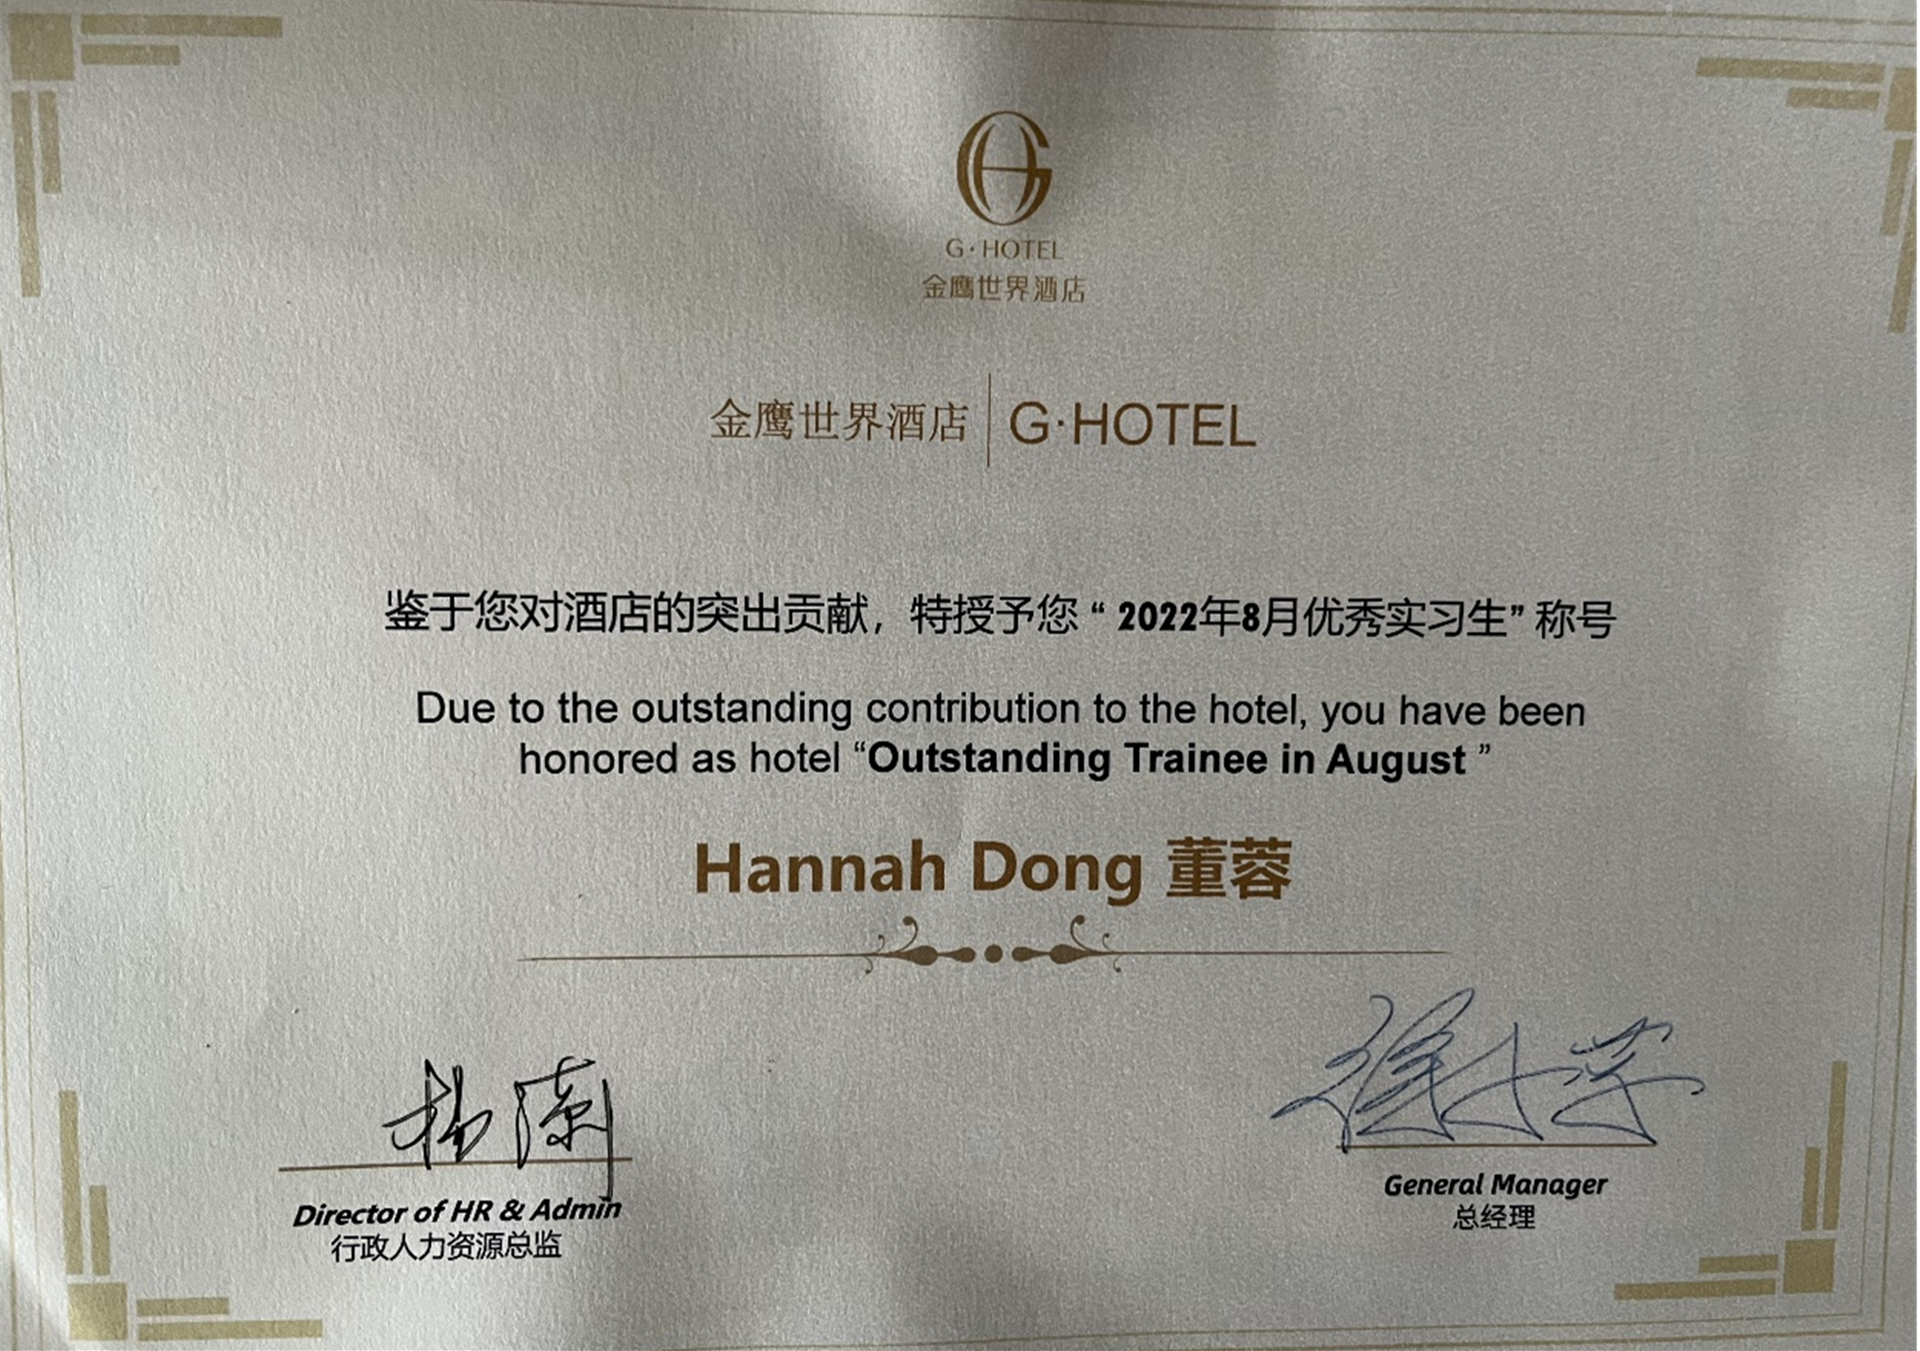 G·HOTEL
金鹰世界酒店
金鹰世界酒店 G·HOTEL
鉴于您对酒店的突出贡献，特授予您 “ 2022年8月优秀实习生” 称号
Due to the outstanding contribution to the hotel, you have been
honored as hotel “Outstanding Trainee in August ”
Hannah Dong 董蓉
Director of HR & Admin
行政人力资源总监
General Manager
总经理